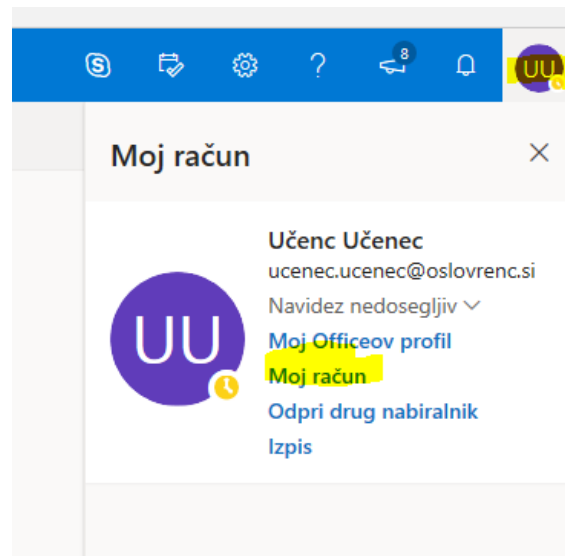 8
UU
Moj račun
Učenc Učenec
ucenec.ucenec@oslovrenc.si
UU
Navidez nedosegljiv
Moj Officeov profil
Moj račun
Odpri drug nabiralnik
Izpis